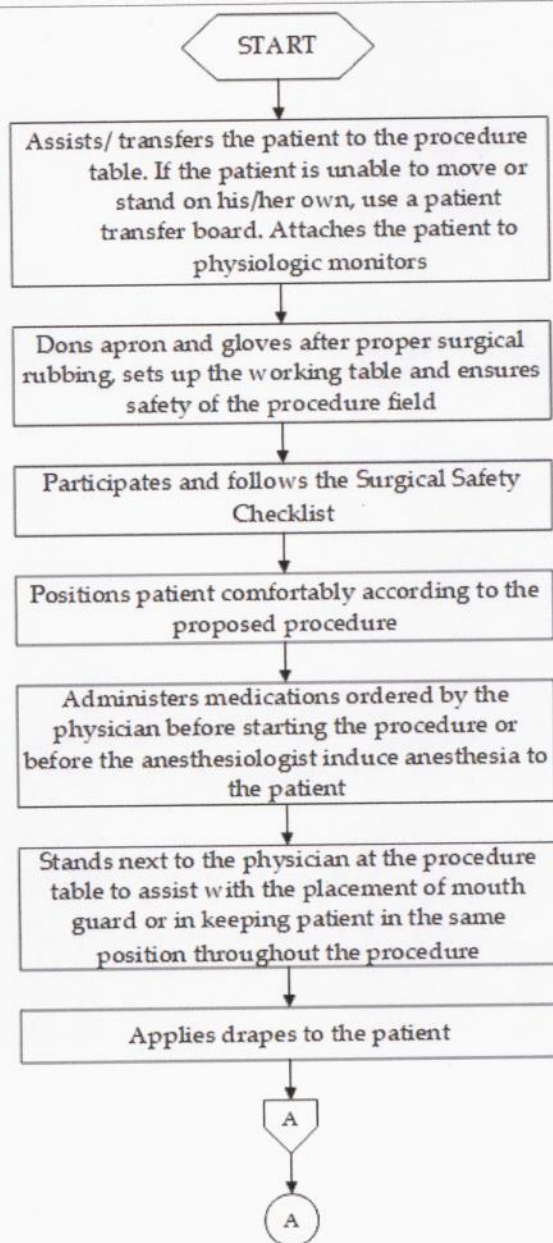 START
Assists/ transfers the patient to the procedure
table. If the patient is unable to move or
stand on his/her own, use a patient
transfer board. Attaches the patient to
physiologic monitors
Dons apron and gloves after proper surgical
rubbing, sets up the working table and ensures
safety of the procedure field
Participates and follows the Surgical Safety
Checklist
Positions patient comfortably according to the
proposed procedure
Administers medications ordered by the
physician before starting the procedure or
before the anesthesiologist induce anesthesia to
the patient
Stands next to the physician at the procedure
table to assist with the placement of mouth
guard or in keeping patient in the same
position throughout the procedure
Applies drapes to the patient
A
A